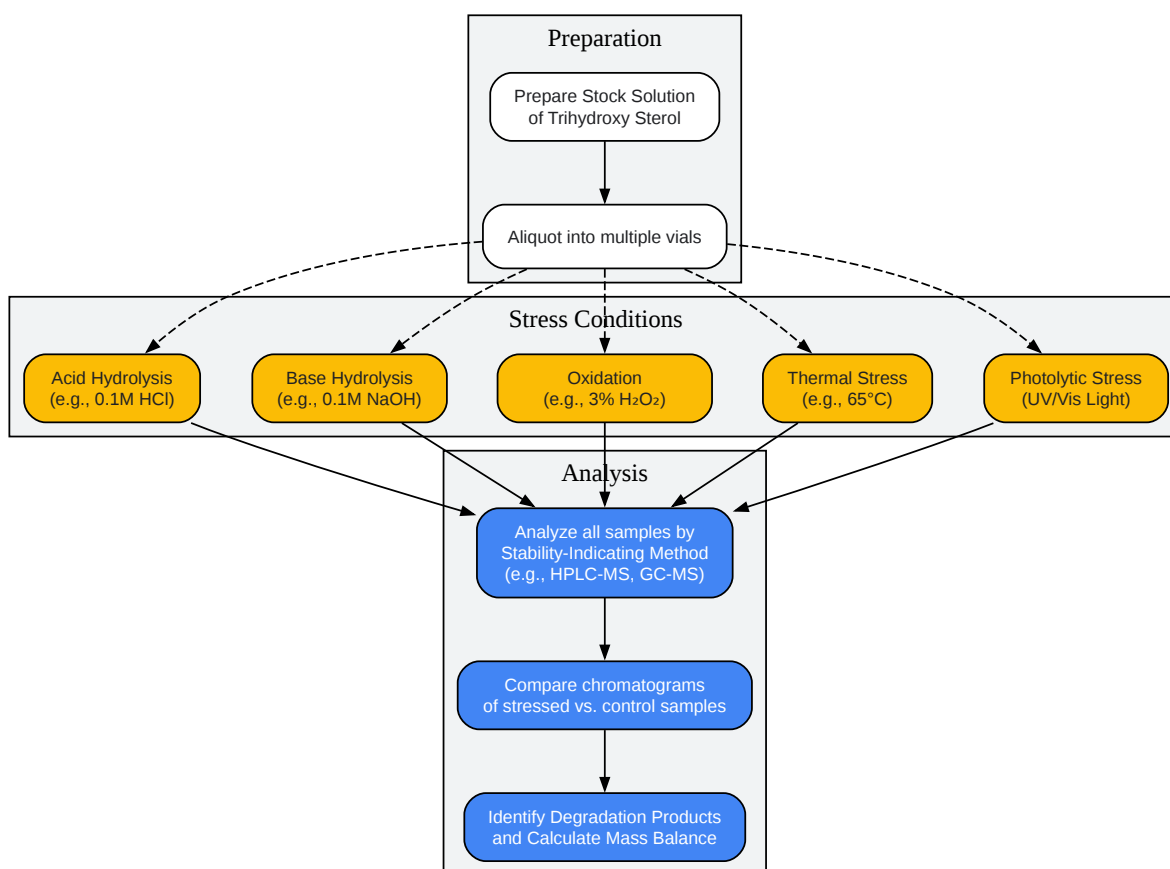 Preparation
Prepare Stock Solution
of Trihydroxy Sterol
Aliquot into multiple vials
Stress Conditions
Acid Hydrolysis
(e.g., 0.1M HCl)
Base Hydrolysis
(e.g., 0.1M NaOH)
Oxidation
(e.g., 3% H₂O₂)
Thermal Stress
(e.g., 65°C)
Photolytic Stress
(UV/Vis Light)
Analysis
Analyze all samples by
Stability-Indicating Method
(e.g., HPLC-MS, GC-MS)
Compare chromatograms
of stressed vs. control samples
Identify Degradation Products
and Calculate Mass Balance